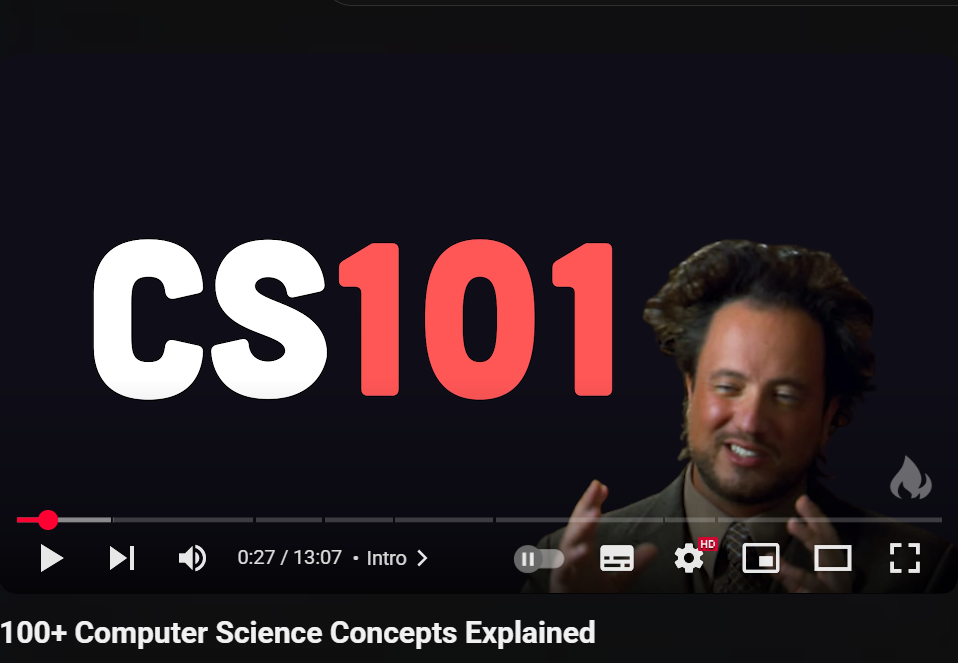 CS101
HD
0:27 / 13:07 • Intro
100+ Computer Science Concepts Explained